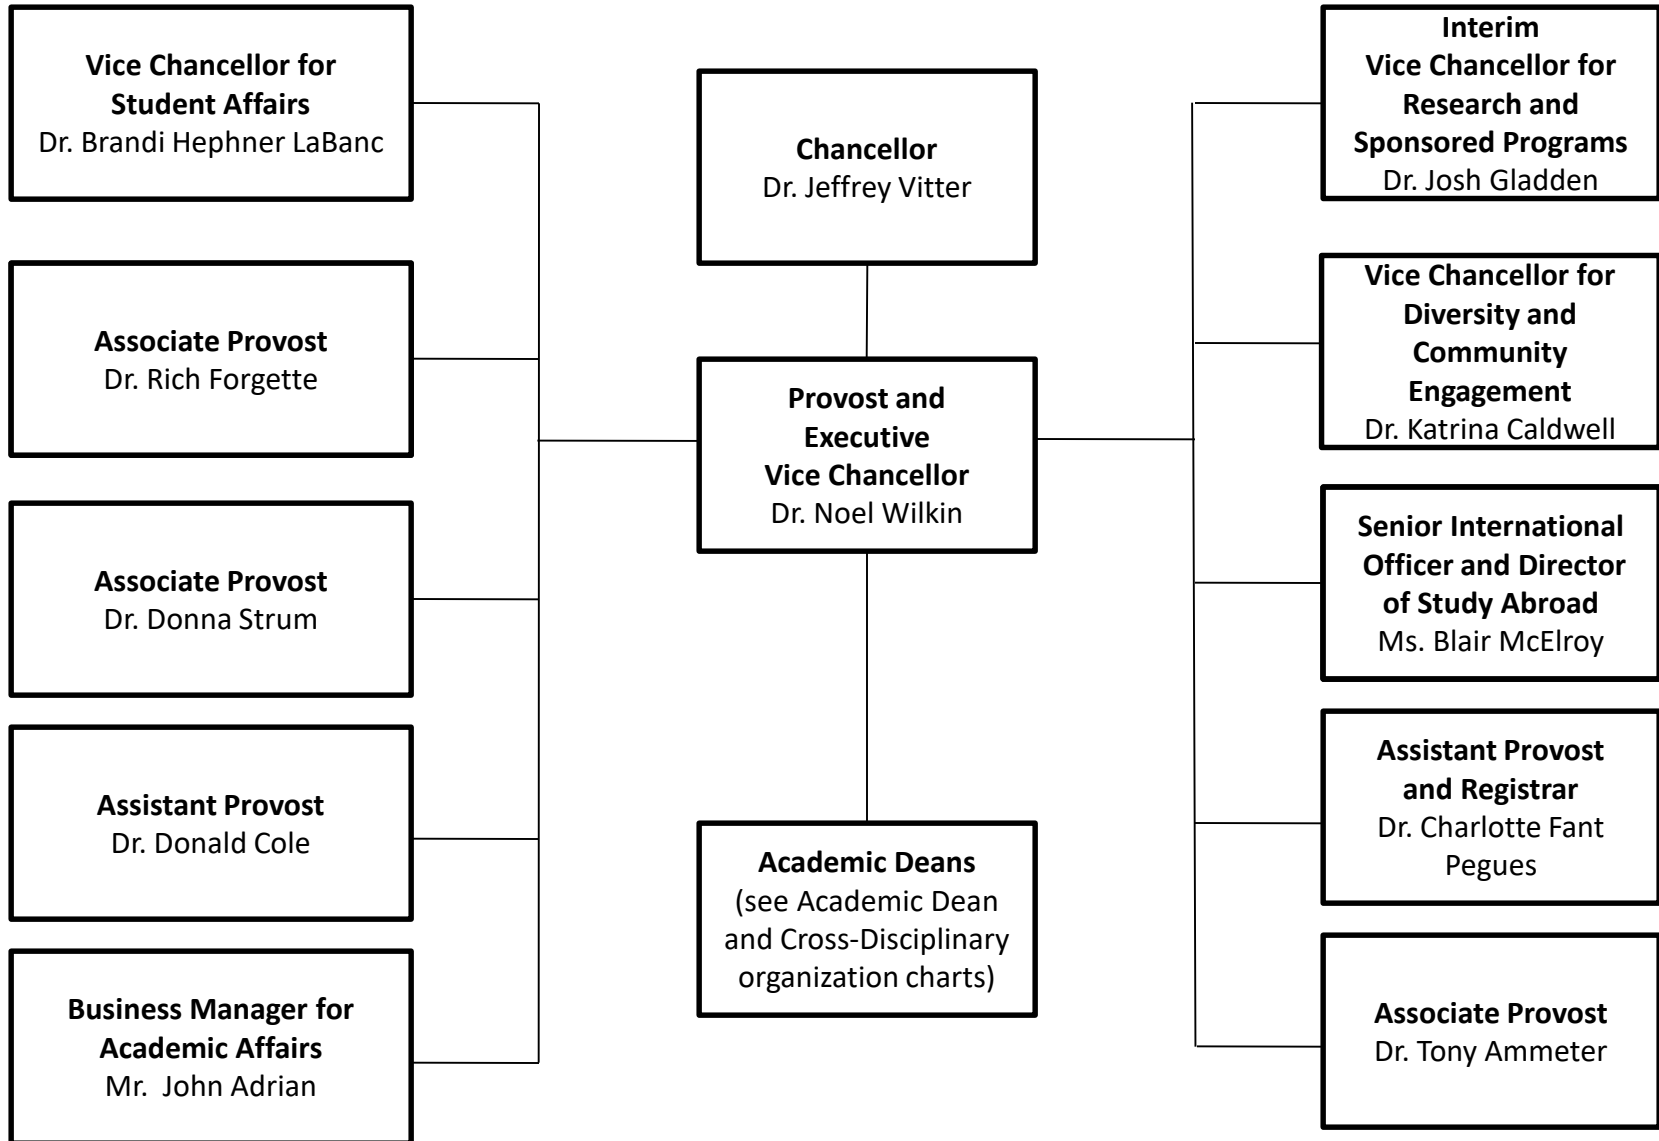 Vice Chancellor for
Student Affairs
Dr. Brandi Hephner LaBanc
Associate Provost
Dr. Rich Forgette
Associate Provost
Dr. Donna Strum
Assistant Provost
Dr. Donald Cole
Business Manager for
Academic Affairs
Mr. John Adrian
Chancellor
Dr. Jeffrey Vitter
Provost and
Executive
Vice Chancellor
Dr. Noel Wilkin
Academic Deans
(see Academic Dean
and Cross-Disciplinary
organization charts)
Interim
Vice Chancellor for
Research and
Sponsored Programs
Dr. Josh Gladden
Vice Chancellor for
Diversity and
Community
Engagement
Dr. Katrina Caldwell
Senior International
Officer and Director
of Study Abroad
Ms. Blair McElroy
Assistant Provost
and Registrar
Dr. Charlotte Fant
Pegues
Associate Provost
Dr. Tony Ammeter